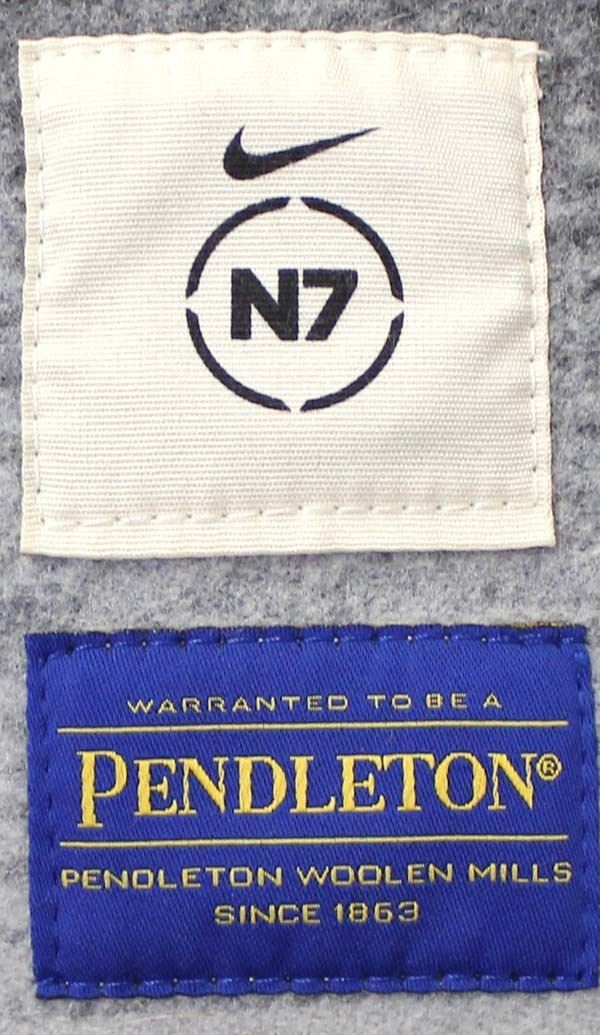 N7
WARRANTED TO BE A
PENDLETON®
PENDLETON WOOLEN MILLS
SINCE 1863